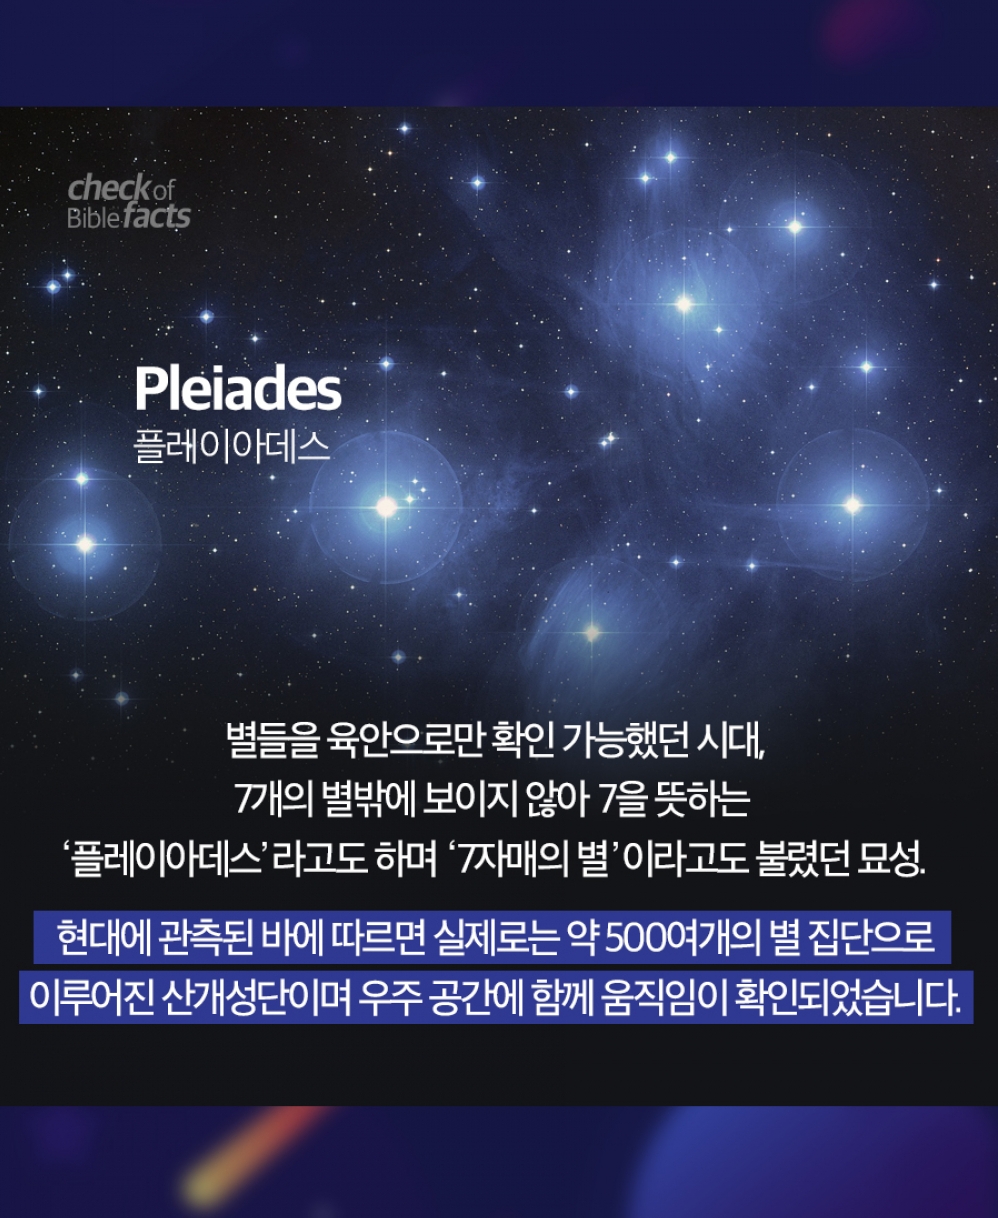 check of
Bible facts
Pleiades
플래이아데스
별들을 육안으로만 확인 가능했던 시대,
7개의 별밖에 보이지 않아 7을 뜻하는
‘플레이아데스’라고도 하며 ‘7자매의 별’이라고도 불렸던 묘성.
현대에 관측된 바에 따르면 실제로는 약 500여개의 별 집단으로
이루어진 산개성단이며 우주 공간에 함께 움직임이 확인되었습니다.